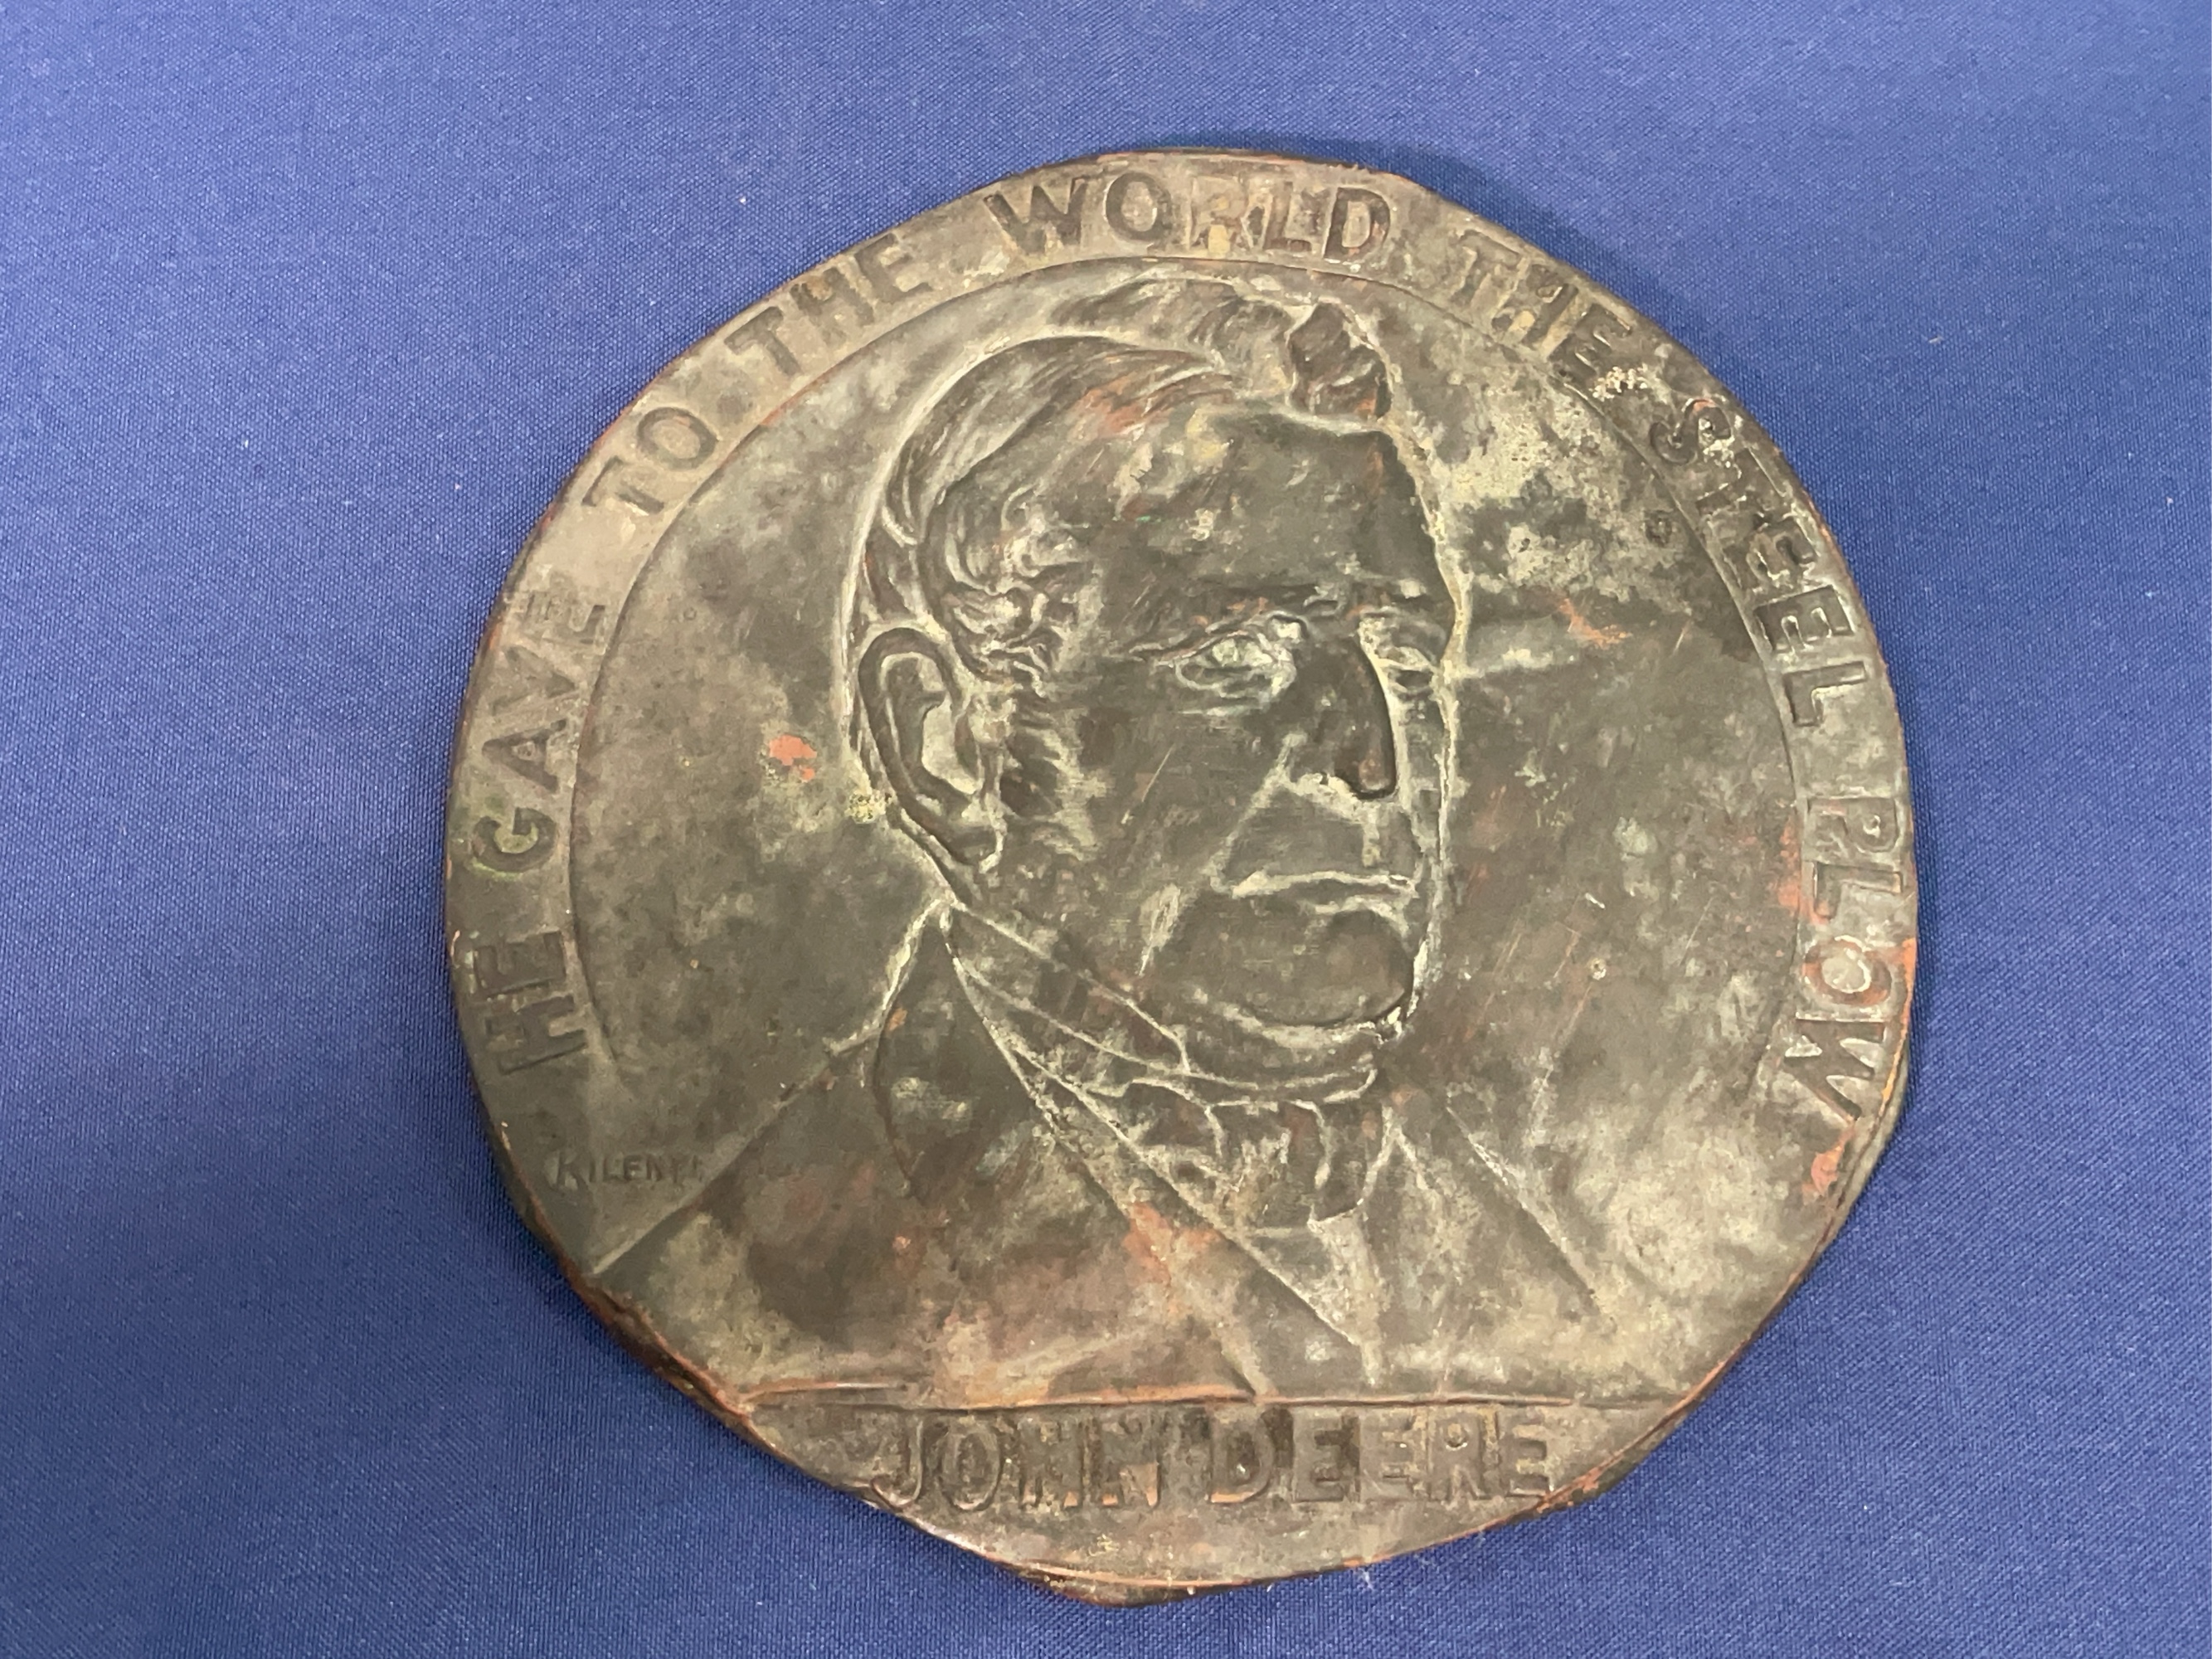 HE GAVE TO THE WORLD THE STEEL PLOW
KILENYI
JOHN DEERE